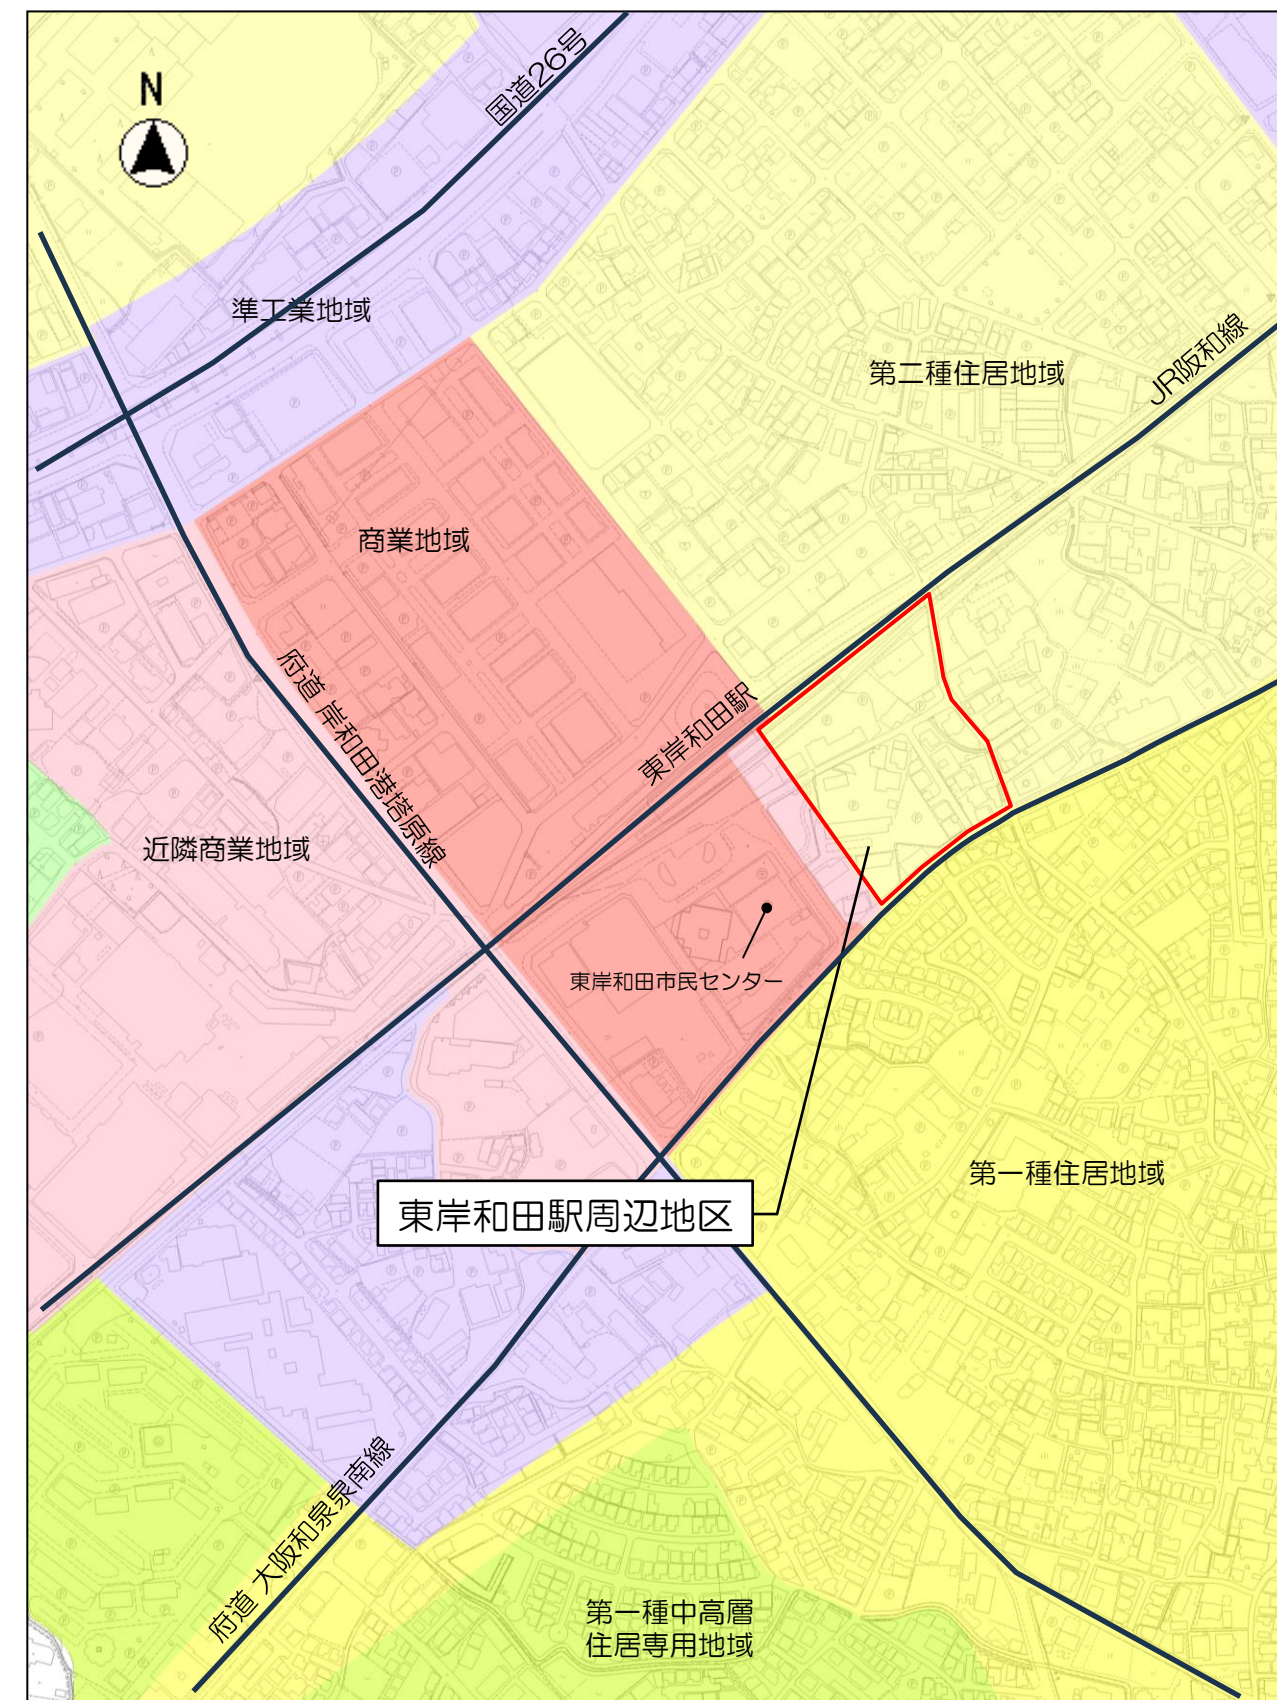 N
国道26号
準工業地域
第二種住居地域
JR阪和線
商業地域
府道 岸和田港塔原線
東岸和田駅
近隣商業地域
東岸和田市民センター
第一種住居地域
東岸和田駅周辺地区
府道 大阪和泉泉南線
第一種中高層
住居専用地域